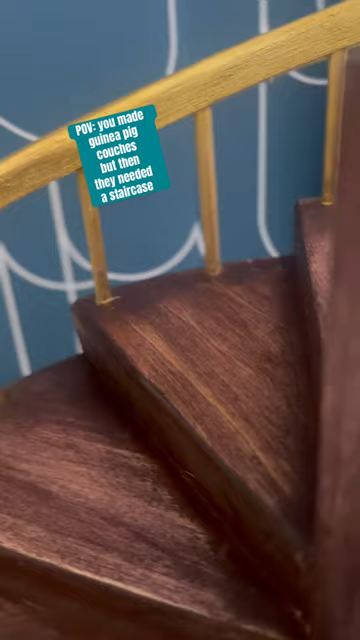 POV: you made
guinea pig
couches
but then
they needed
a staircase